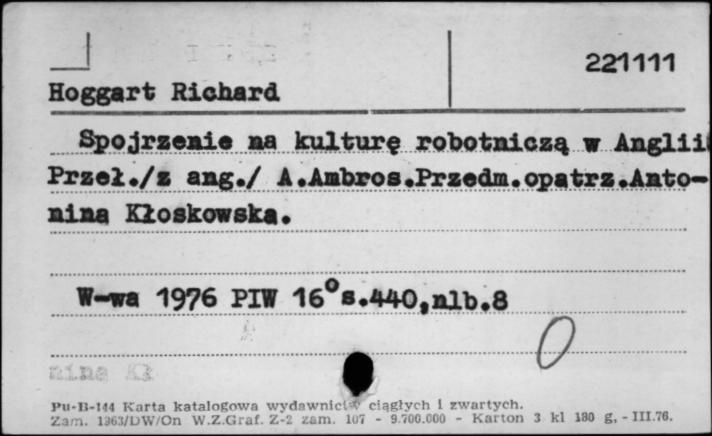 221111
Hoggart Richard
Spojrzenie na kulturę robotniczą w Anglii
Przeł./z ang./ A.Ambros.Przedm.opatrz.Anto-
nina Kłoskowska.
W-wa 1976 PIW 16° s.440,nlb.8
nina Kł
Pu-B-144 Karta katalogowa wydawnictw ciągłych i zwartych.
Zam. 1363/DW/On W.Z.Graf. Z-2 zam. 107 - 9.700.000 - Karton 3 kl 180 g. - III.76.